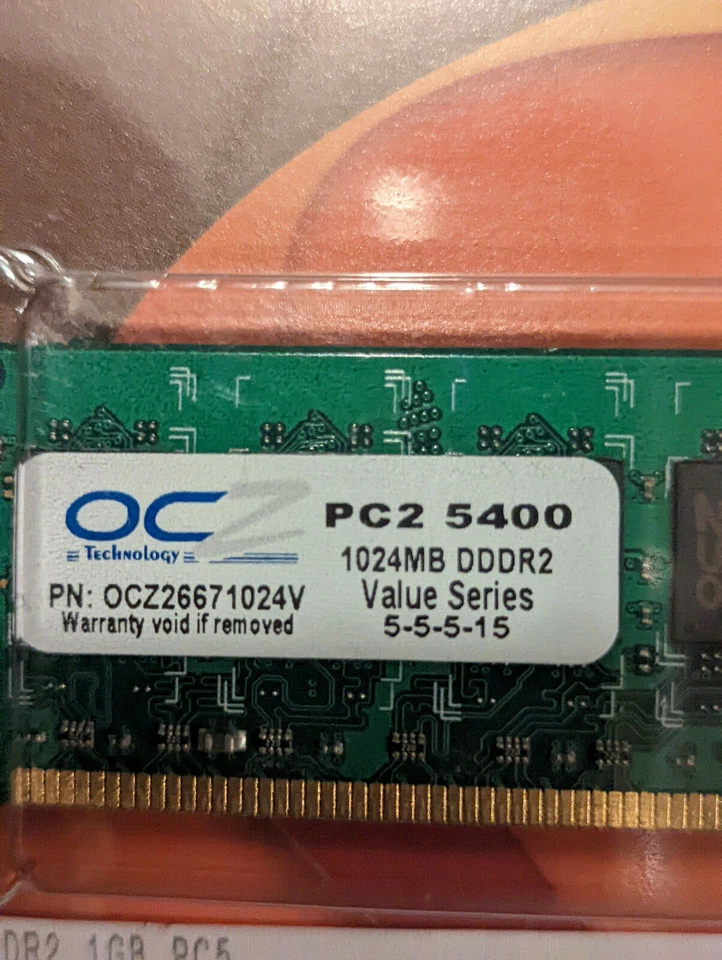 OCZ
Technology
PC2 5400
1024MB DDDR2
PN: OCZ26671024V
Value Series
Warranty void if removed
5-5-5-15
DDR2 1GB PC5